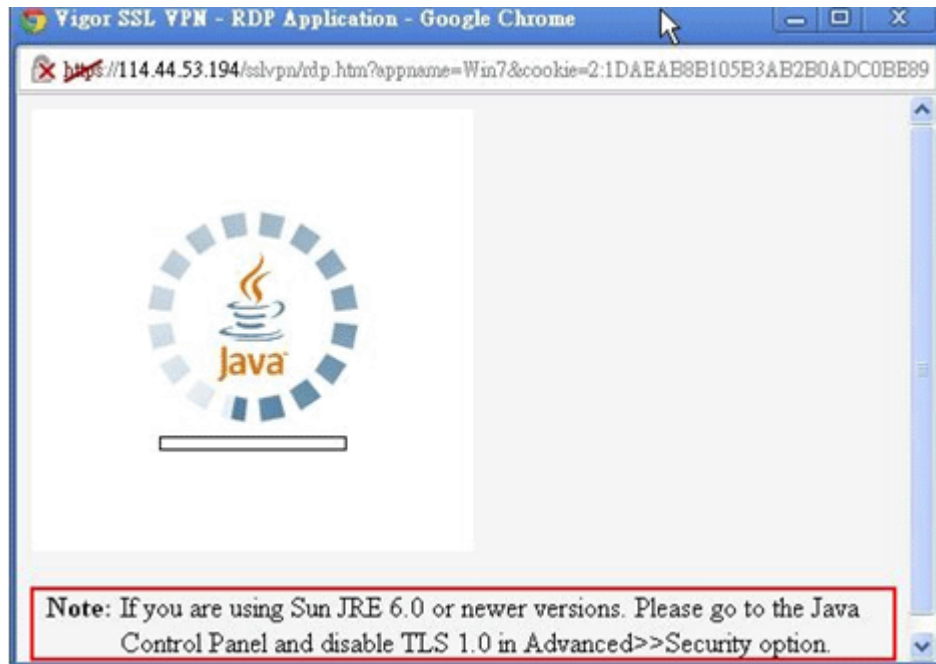 Vigor SSL VPN - RDP Application - Google Chrome
https://114.44.53.194/sslvpn/rdp.htm?appname=Win7&cookie=2:1DAEAB8B105B3AB2B0ADC0BE89
Java
Note: If you are using Sun JRE 6.0 or newer versions. Please go to the Java
Control Panel and disable TLS 1.0 in Advanced>>Security option.